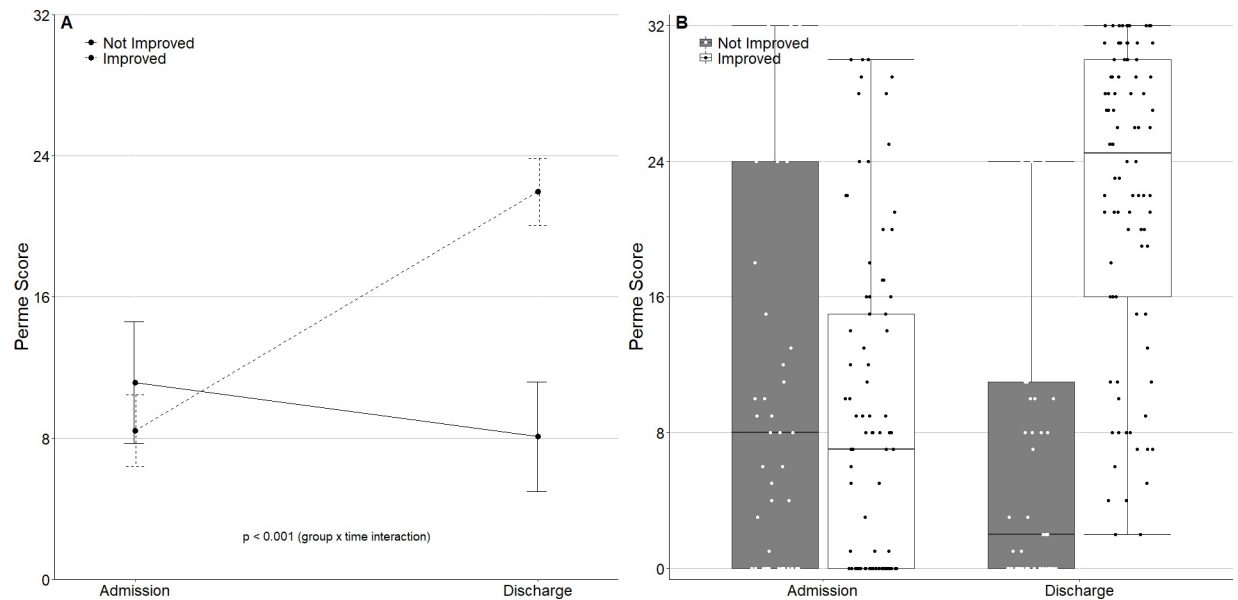 A
Not Improved
Improved
Perme Score
32
24
16
8
0
p < 0.001 (group x time interaction)
Admission
Discharge
B
Not Improved
Improved
Perme Score
32
24
16
8
0
Admission
Discharge